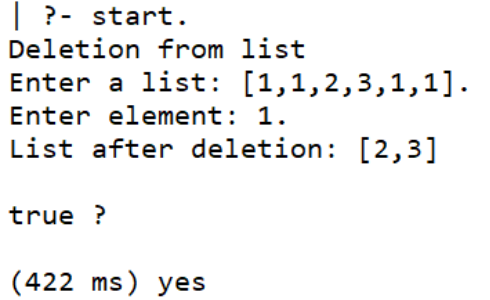 | ?- start.
Deletion from list
Enter a list: [1,1,2,3,1,1].
Enter element: 1.
List after deletion: [2,3]
true ?
(422 ms) yes